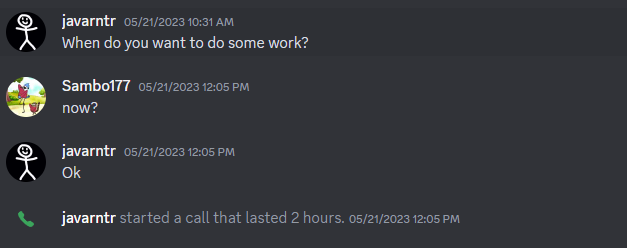 javarntr 05/21/2023 10:31 AM
When do you want to do some work?
Sambo177 05/21/2023 12:05 PM
now?
javarntr 05/21/2023 12:05 PM
Ok
javarntr started a call that lasted 2 hours. 05/21/2023 12:05 PM